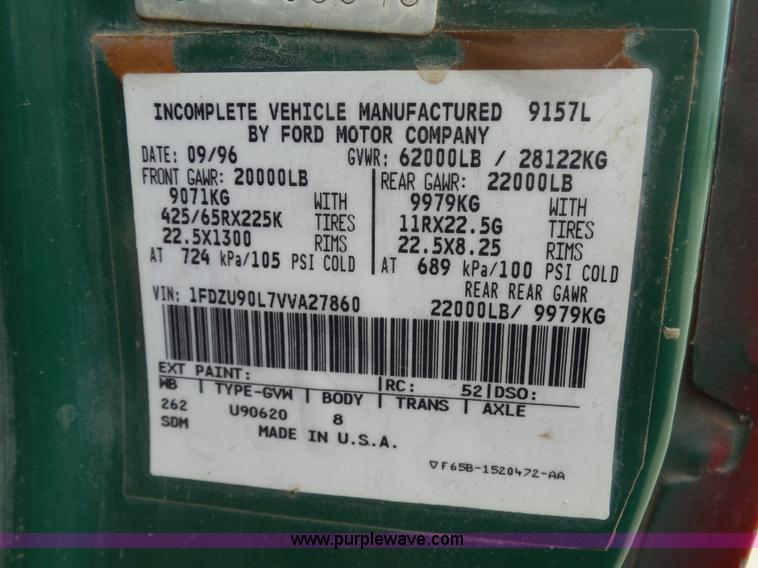 INCOMPLETE VEHICLE MANUFACTURED 9157L
BY FORD MOTOR COMPANY
DATE: 09/96 GVWR: 62000LB / 28122KG
FRONT GAWR: 20000LB REAR GAWR: 22000LB
9071KG WITH 9979KG WITH
425/65RX225K TIRES 11RX22.5G TIRES
22.5X1300 RIMS 22.5X8.25 RIMS
AT 724 kPa/105 PSI COLD AT 689 kPa/100 PSI COLD
REAR REAR GAWR
VIN: 1FDZU90L7VVA27860 22000LB/ 9979KG
EXT PAINT: RC: 52 DSO:
WB TYPE-GVW BODY TRANS AXLE
262 U90620 8
SDM MADE IN U.S.A.
F65B-1520472-AA
www.purplewave.com